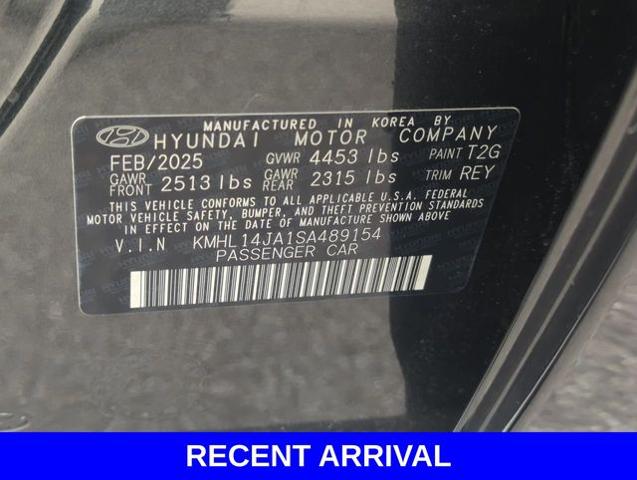 MANUFACTURED IN KOREA BY
HYUNDAI MOTOR COMPANY
FEB/2025 GVWR 4453 lbs PAINT T2G
GAWR FRONT 2513 lbs GAWR REAR 2315 lbs TRIM REY
THIS VEHICLE CONFORMS TO ALL APPLICABLE U.S.A. FEDERAL
MOTOR VEHICLE SAFETY, BUMPER, AND THEFT PREVENTION STANDARDS
IN EFFECT ON THE DATE OF MANUFACTURE SHOWN ABOVE.
V.I.N KMHL14JA1SA489154
PASSENGER CAR
RECENT ARRIVAL